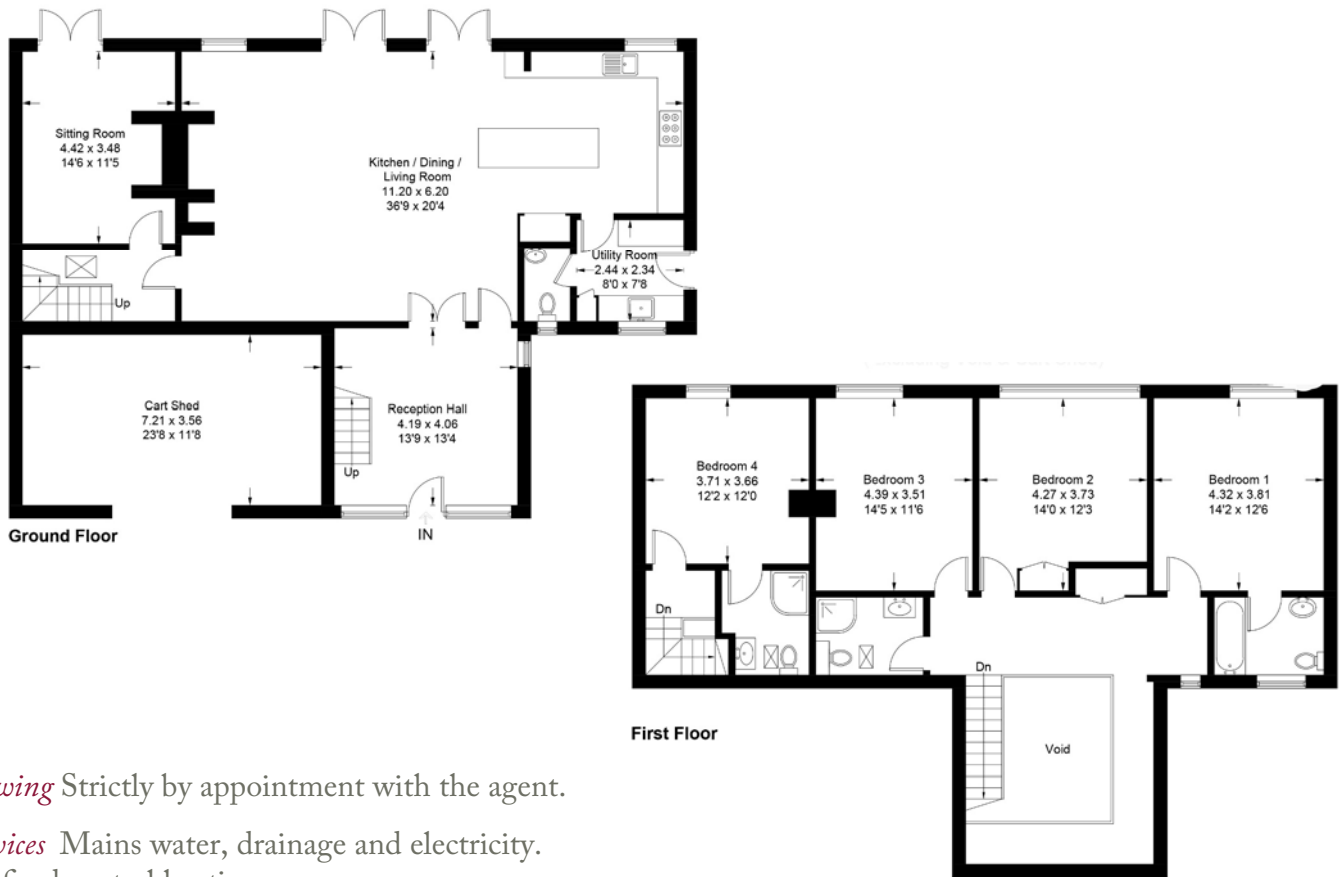 Sitting Room
4.42 x 3.48
14'6 x 11'5
Kitchen / Dining /
Living Room
11.20 x 6.20
36'9 x 20'4
Utility Room
2.44 x 2.34
8'0 x 7'8
Up
Cart Shed
7.21 x 3.56
23'8 x 11'8
Reception Hall
4.19 x 4.06
13'9 x 13'4
Up
IN
Ground Floor
Bedroom 4
3.71 x 3.66
12'2 x 12'0
Bedroom 3
4.39 x 3.51
14'5 x 11'6
Bedroom 2
4.27 x 3.73
14'0 x 12'3
Bedroom 1
4.32 x 3.81
14'2 x 12'6
Dn
Dn
Void
First Floor
wing Strictly by appointment with the agent.
vices Mains water, drainage and electricity.